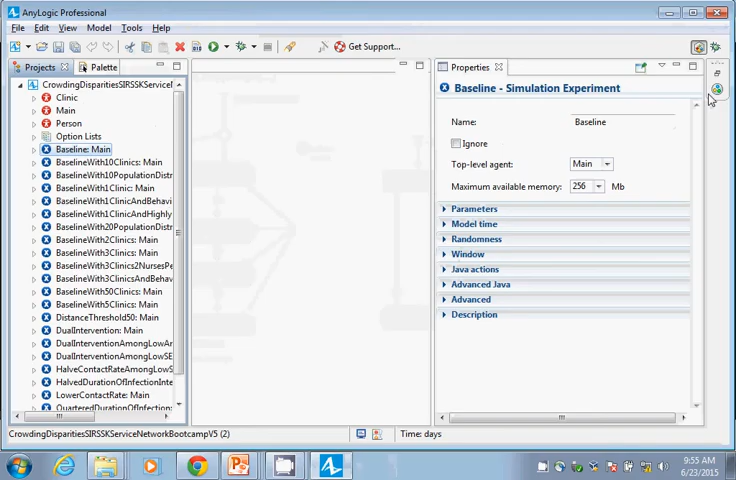 AnyLogic Professional
File Edit View Model Tools Help
Get Support...
Projects Palette
Properties
CrowdingDisparitiesSIRSSKServiceN
Clinic
Main
Person
Option Lists
Baseline: Main
BaselineWith10Clinics: Main
BaselineWith10PopulationDistr
BaselineWith1Clinic: Main
BaselineWith1ClinicAndBehavi
BaselineWith1ClinicAndHighly
BaselineWith20PopulationDistr
BaselineWith2Clinics: Main
BaselineWith3Clinics: Main
BaselineWith3Clinics2NursesPe
BaselineWith3ClinicsAndBehav
BaselineWith50Clinics: Main
BaselineWith5Clinics: Main
DistanceThreshold50: Main
DualIntervention: Main
DualInterventionAmongLowAr
DualInterventionAmongLowSE
HalveContactRate: Main
HalvedDurationOfInfectionInte
LowerContactRate: Main
QuarteredDurationOfInfection:
Baseline - Simulation Experiment
Name: Baseline
Ignore
Top-level agent: Main
Maximum available memory: 256 Mb
Parameters
Model time
Randomness
Window
Java actions
Advanced Java
Advanced
Description
CrowdingDisparitiesSIRSSKServiceNetworkBootcampV5 (2)
Time: days
9:55 AM
6/23/2015